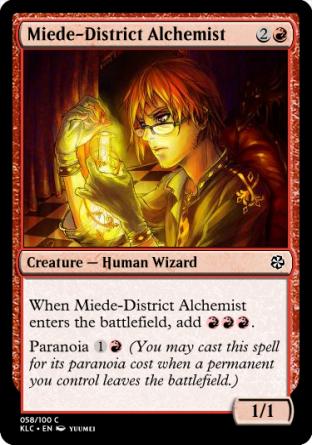 Miede-District Alchemist 2
Creature — Human Wizard
When Miede-District Alchemist
enters the battlefield, add
Paranoia 1 (You may cast this spell
for its paranoia cost when a permanent
you control leaves the battlefield.)
1/1
058/100 C
KLC • EN YUUMEI